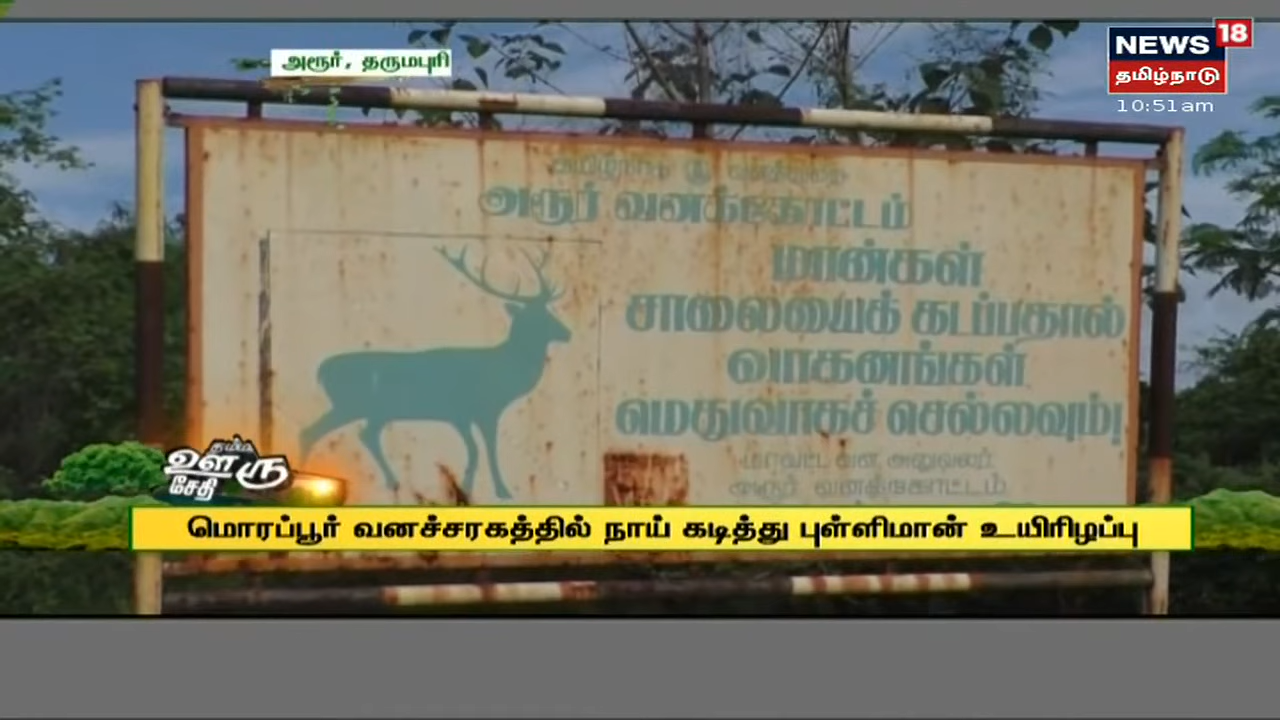 அரூர், தருமபுரி
NEWS 18
தமிழ்நாடு
10:51am
அரூர் வனக்கோட்டம்
மான்கள்
சாலையைக் கடப்பதால்
வாகனங்கள்
மெதுவாகச் செல்லவும்!
மாவட்ட வன அலுவலர்
அரூர் வனக்கோட்டம்
நம்ம
ஊரு
சேதி
மொரப்பூர் வனச்சரகத்தில் நாய் கடித்து புள்ளிமான் உயிரிழப்பு